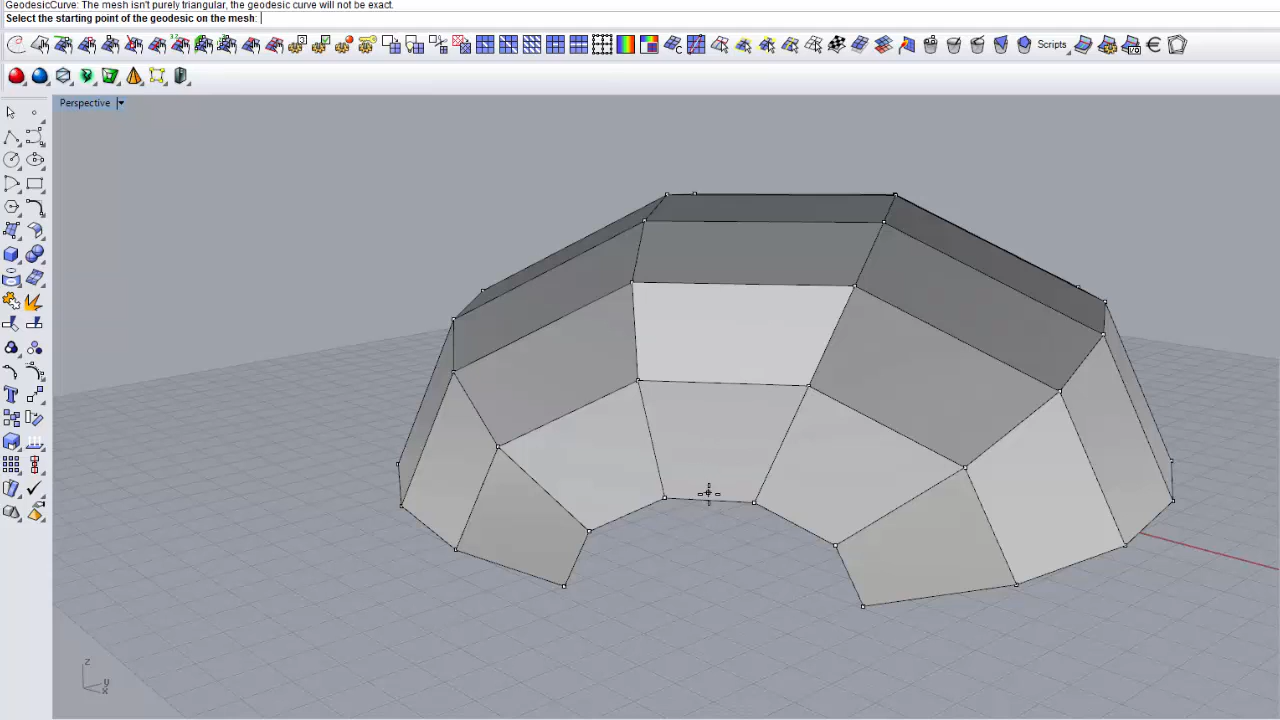 GeodesicCurve: The mesh isn't purely triangular, the geodesic curve will not be exact.
Select the starting point of the geodesic on the mesh:
Scripts
Perspective
z
x